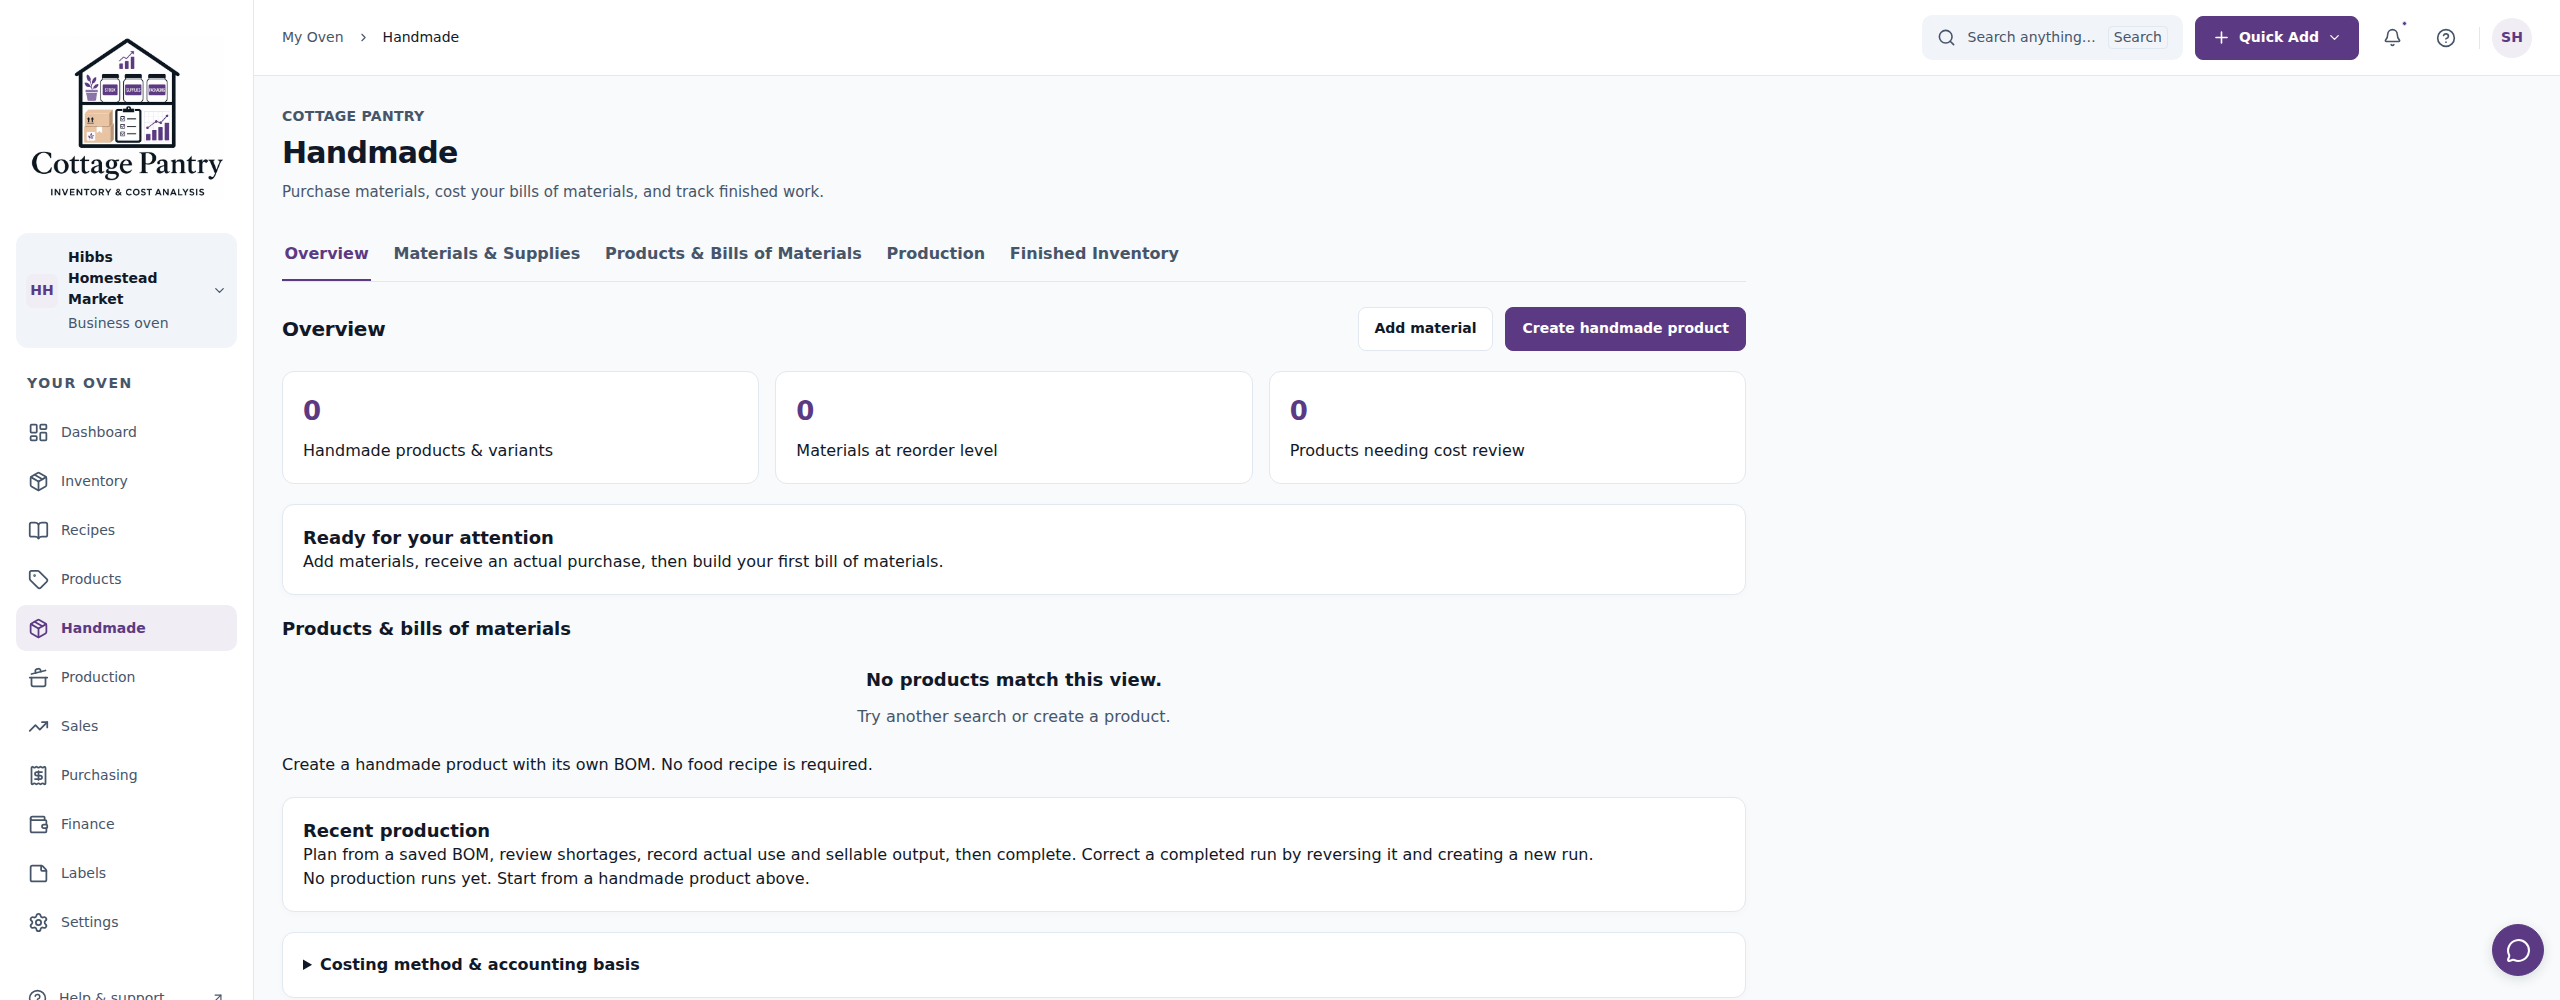 Cottage Pantry
INVENTORY & COST ANALYSIS
HH
Hibbs
Homestead
Market
Business oven
YOUR OVEN
Dashboard
Inventory
Recipes
Products
Handmade
Production
Sales
Purchasing
Finance
Labels
Settings
Help & support
My Oven > Handmade
Search anything... Search
Quick Add
SH
COTTAGE PANTRY
Handmade
Purchase materials, cost your bills of materials, and track finished work.
Overview Materials & Supplies Products & Bills of Materials Production Finished Inventory
Overview
Add material Create handmade product
0
Handmade products & variants
0
Materials at reorder level
0
Products needing cost review
Ready for your attention
Add materials, receive an actual purchase, then build your first bill of materials.
Products & bills of materials
No products match this view.
Try another search or create a product.
Create a handmade product with its own BOM. No food recipe is required.
Recent production
Plan from a saved BOM, review shortages, record actual use and sellable output, then complete. Correct a completed run by reversing it and creating a new run.
No production runs yet. Start from a handmade product above.
Costing method & accounting basis